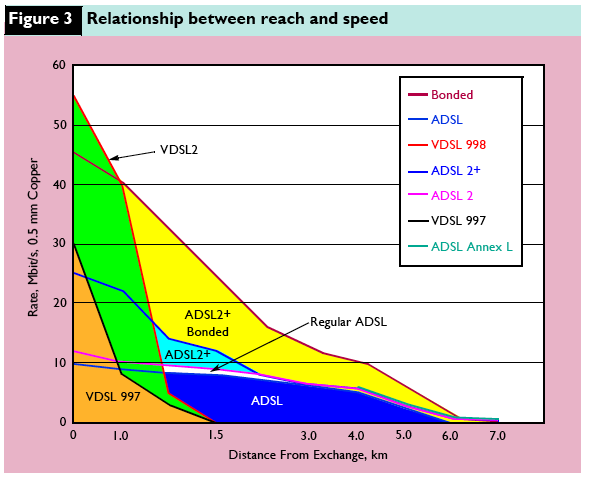 Figure 3 Relationship between reach and speed
60
50
40
30
20
10
0
Rate, Mbit/s, 0.5 mm Copper
VDSL2
Bonded
ADSL
VDSL 998
ADSL 2+
ADSL 2
VDSL 997
ADSL Annex L
ADSL2+
Bonded
Regular ADSL
ADSL2+
VDSL 997
ADSL
0 1.0 1.5 3.0 4.0 5.0 6.0 7.0
Distance From Exchange, km